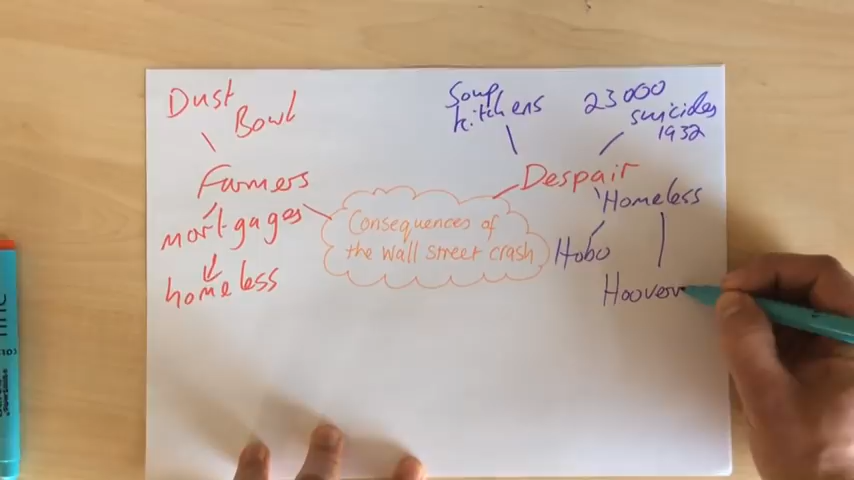 Dust
Bowl
Farmers
mortgages
homeless
Consequences of
the Wall Street crash
Soup
kitchens
23000
suicides
1932
Despair
Homeless
Hobo
Hoover